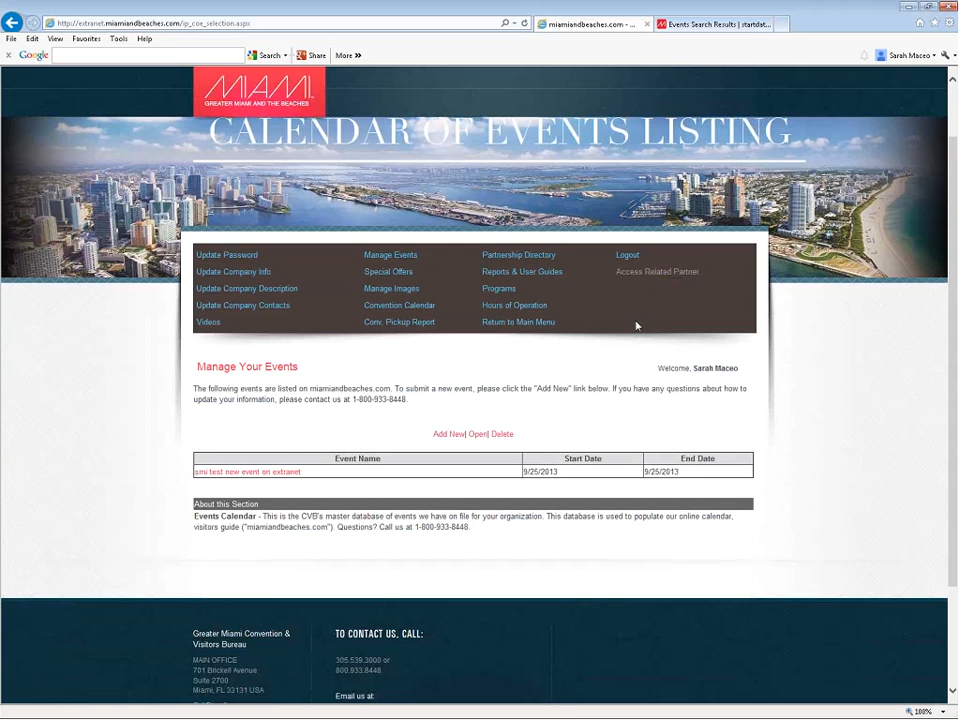 http://extranet.miamiandbeaches.com/ip_coe_selection.aspx
miamiandbeaches.com - ...
Events Search Results | startdat...
File Edit View Favorites Tools Help
Google Search Share More »
Sarah Maceo
MIAMI
GREATER MIAMI AND THE BEACHES
CALENDAR OF EVENTS LISTING
Update Password Manage Events Partnership Directory Logout
Update Company Info Special Offers Reports & User Guides Access Related Partner
Update Company Description Manage Images Programs
Update Company Contacts Convention Calendar Hours of Operation
Videos Conv. Pickup Report Return to Main Menu
Manage Your Events Welcome, Sarah Maceo
The following events are listed on miamiandbeaches.com. To submit a new event, please click the "Add New" link below. If you have any questions about how to
update your information, please contact us at 1-800-933-8448.
Add New| Open| Delete
Event Name Start Date End Date
smi test new event on extranet 9/25/2013 9/25/2013
About this Section
Events Calendar - This is the CVB's master database of events we have on file for your organization. This database is used to populate our online calendar,
visitors guide ("miamiandbeaches.com"). Questions? Call us at 1-800-933-8448.
Greater Miami Convention &
Visitors Bureau
MAIN OFFICE
701 Brickell Avenue
Suite 2700
Miami, FL 33131 USA
TO CONTACT US, CALL:
305.539.3000 or
800.933.8448
Email us at:
100%